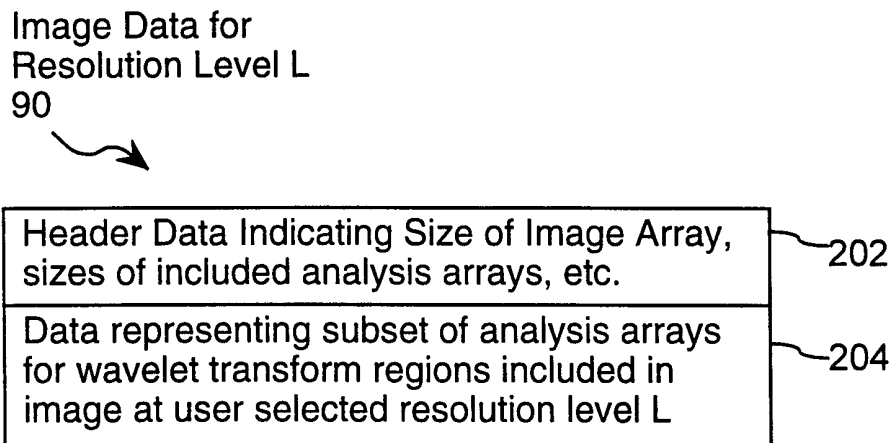 Image Data for
Resolution Level L
90
Header Data Indicating Size of Image Array,
sizes of included analysis arrays, etc.
202
Data representing subset of analysis arrays
for wavelet transform regions included in
image at user selected resolution level L
204